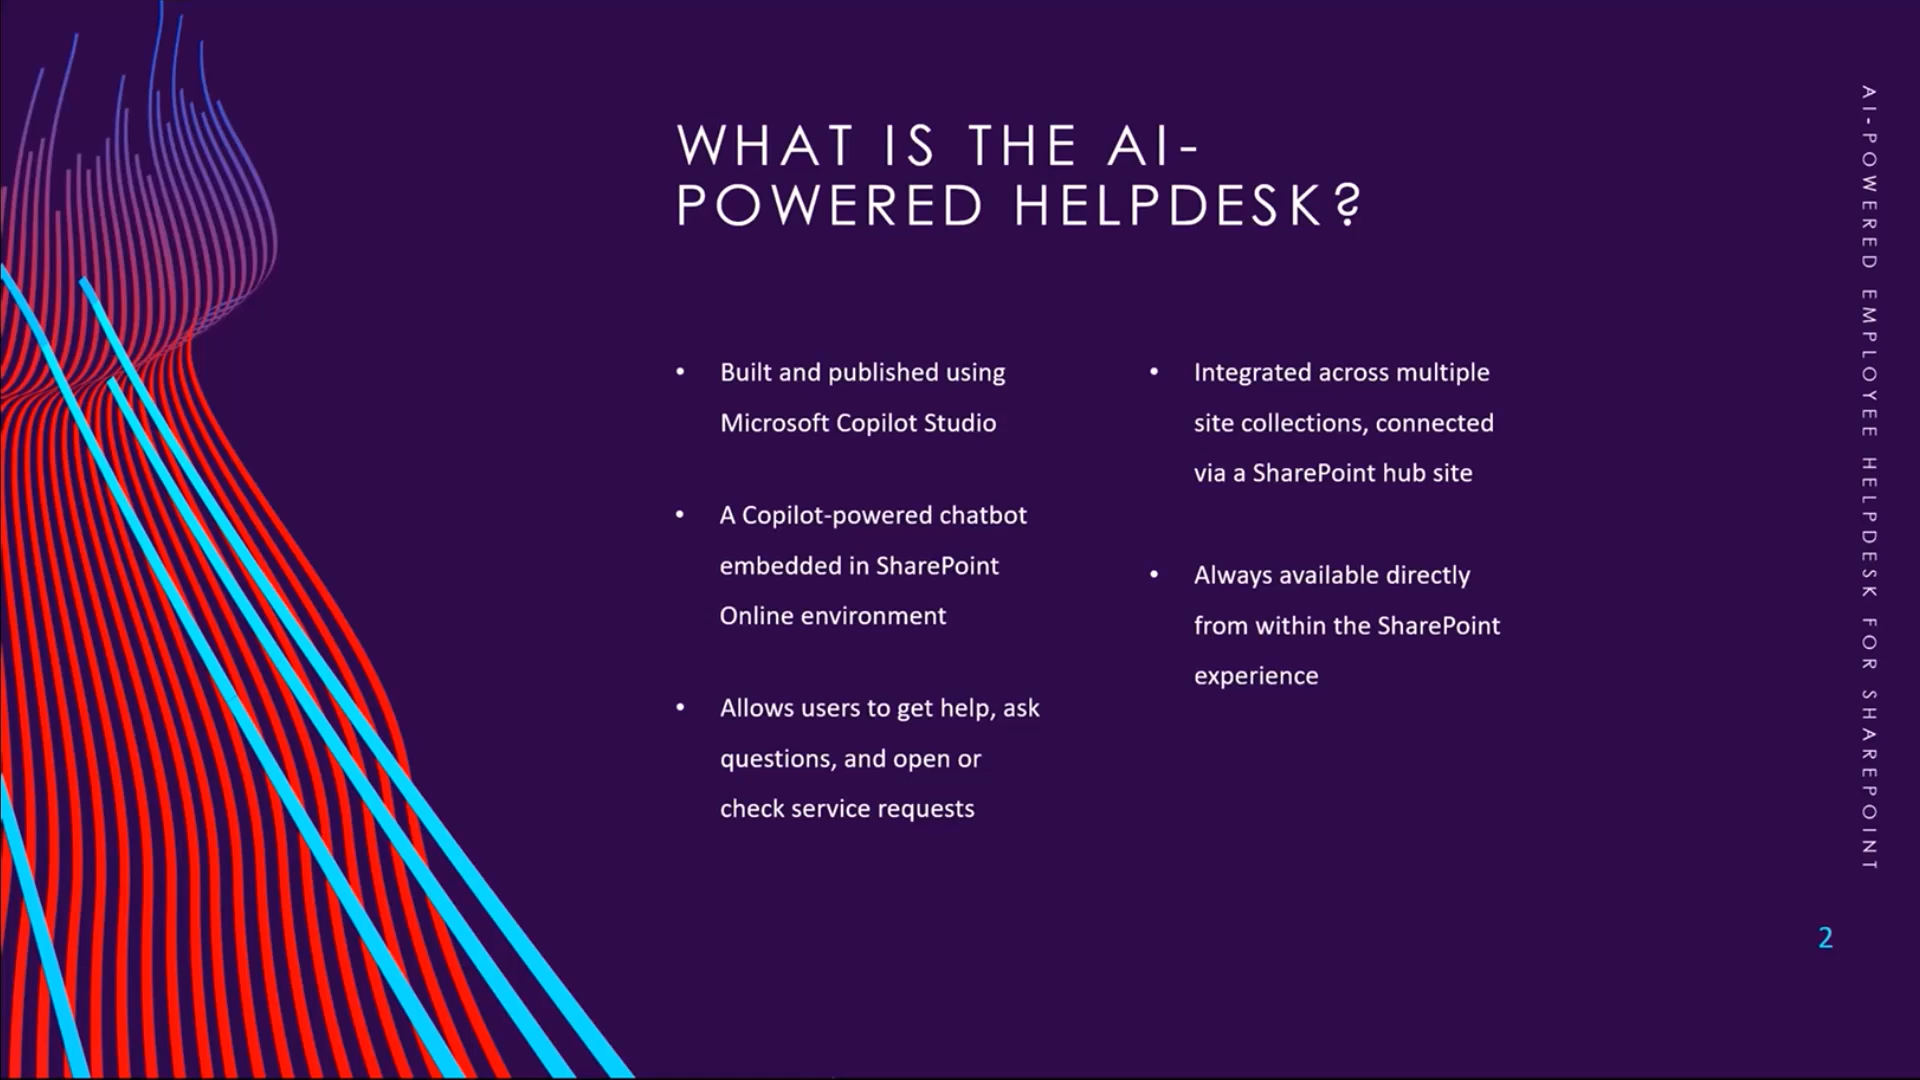 WHAT IS THE AI-
POWERED HELPDESK?
• Built and published using
Microsoft Copilot Studio
• A Copilot-powered chatbot
embedded in SharePoint
Online environment
• Allows users to get help, ask
questions, and open or
check service requests
• Integrated across multiple
site collections, connected
via a SharePoint hub site
• Always available directly
from within the SharePoint
experience
AI-POWERED EMPLOYEE HELPDESK FOR SHAREPOINT
2